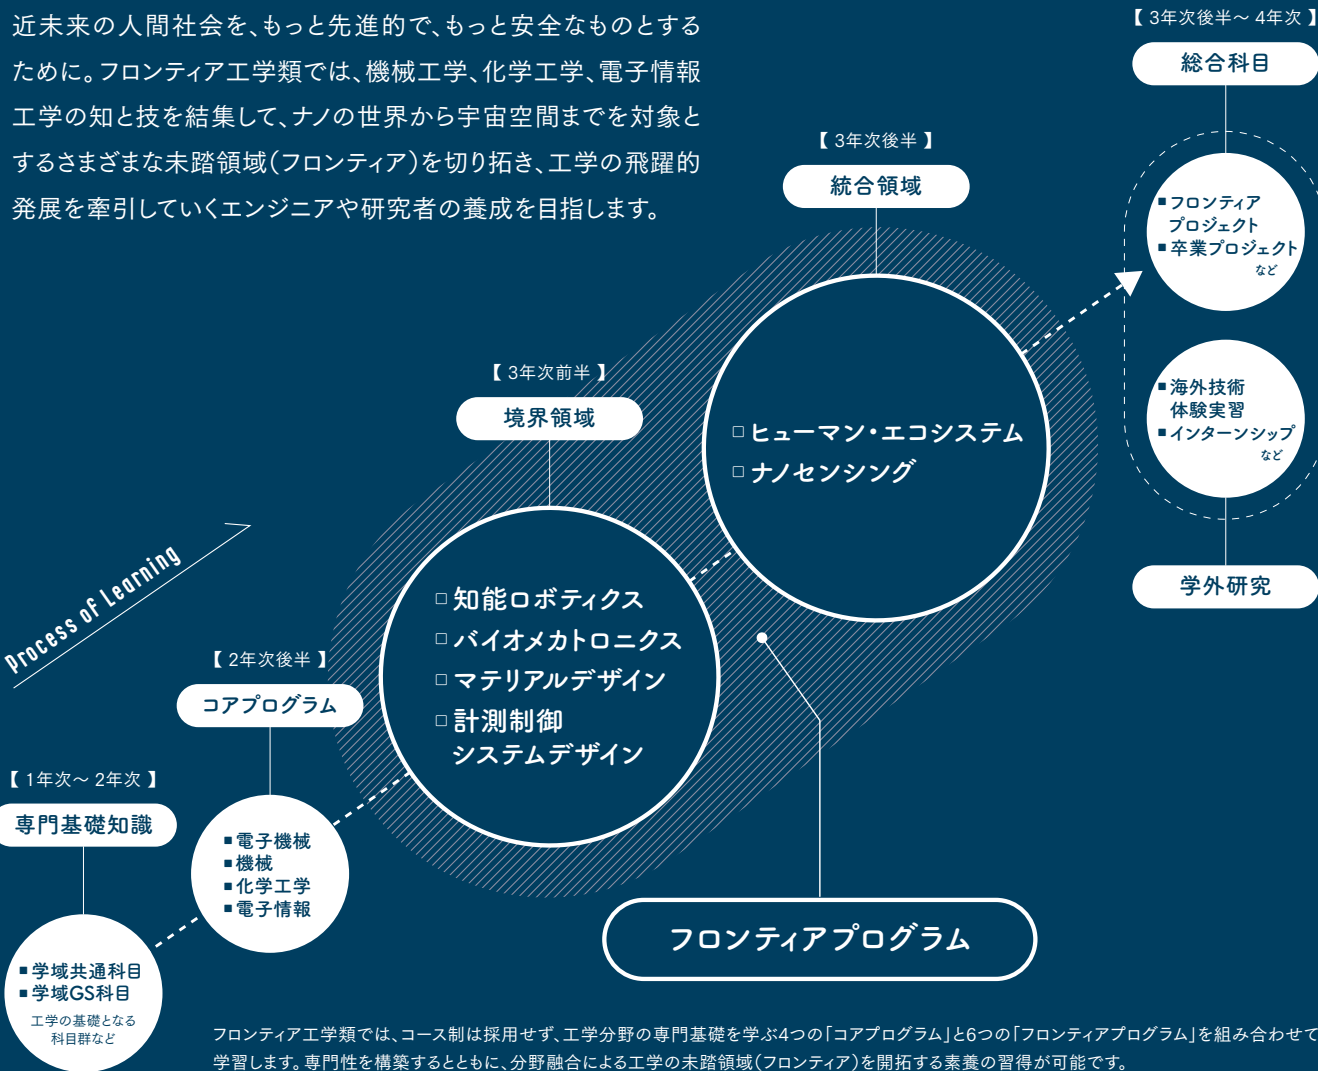 近未来の人間社会を、もっと先進的で、もっと安全なものとする
ために。フロンティア工学類では、機械工学、化学工学、電子情報
工学の知と技を結集して、ナノの世界から宇宙空間までを対象と
するさまざまな未踏領域(フロンティア)を切り拓き、工学の飛躍的
発展を牽引していくエンジニアや研究者の養成を目指します。
Process of Learning
【 1年次～ 2年次 】
専門基礎知識
■ 学域共通科目
■ 学域GS科目
工学の基礎となる
科目群など
【 2年次後半 】
コアプログラム
■ 電子機械
■ 機械
■ 化学工学
■ 電子情報
【 3年次前半 】
境界領域
□ 知能ロボティクス
□ バイオメカトロニクス
□ マテリアルデザイン
□ 計測制御
システムデザイン
【 3年次後半 】
統合領域
□ ヒューマン・エコシステム
□ ナノセンシング
フロンティアプログラム
【 3年次後半～ 4年次 】
総合科目
■ フロンティア
プロジェクト
■ 卒業プロジェクト
など
■ 海外技術
体験実習
■ インターンシップ
など
学外研究
フロンティア工学類では、コース制は採用せず、工学分野の専門基礎を学ぶ4つの「コアプログラム」と6つの「フロンティアプログラム」を組み合わせて
学習します。専門性を構築するとともに、分野融合による工学の未踏領域(フロンティア)を開拓する素養の習得が可能です。